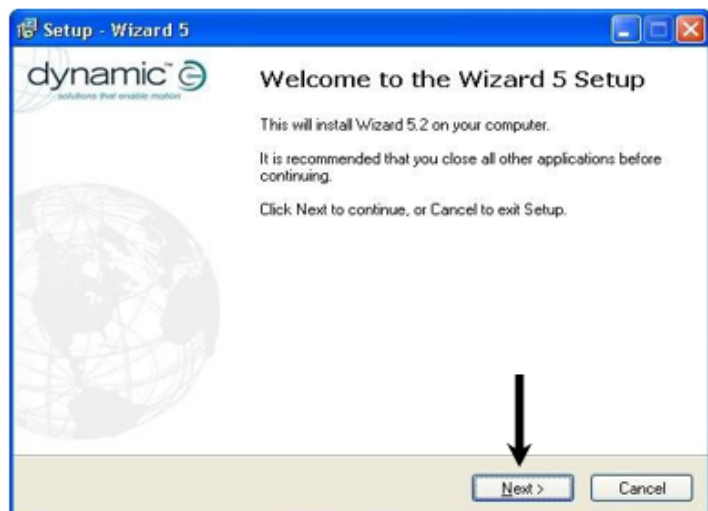 Setup - Wizard 5
dynamic™
solutions that enable motion
Welcome to the Wizard 5 Setup
This will install Wizard 5.2 on your computer.
It is recommended that you close all other applications before
continuing.
Click Next to continue, or Cancel to exit Setup.
Next >
Cancel